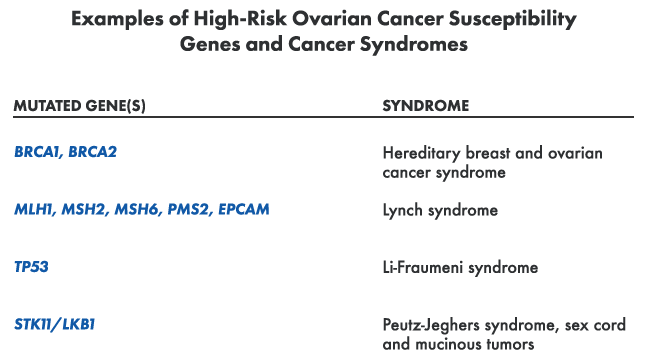 Examples of High-Risk Ovarian Cancer Susceptibility
Genes and Cancer Syndromes
MUTATED GENE(S) SYNDROME
BRCA1, BRCA2 Hereditary breast and ovarian
cancer syndrome
MLH1, MSH2, MSH6, PMS2, EPCAM Lynch syndrome
TP53 Li-Fraumeni syndrome
STK11/LKB1 Peutz-Jeghers syndrome, sex cord
and mucinous tumors